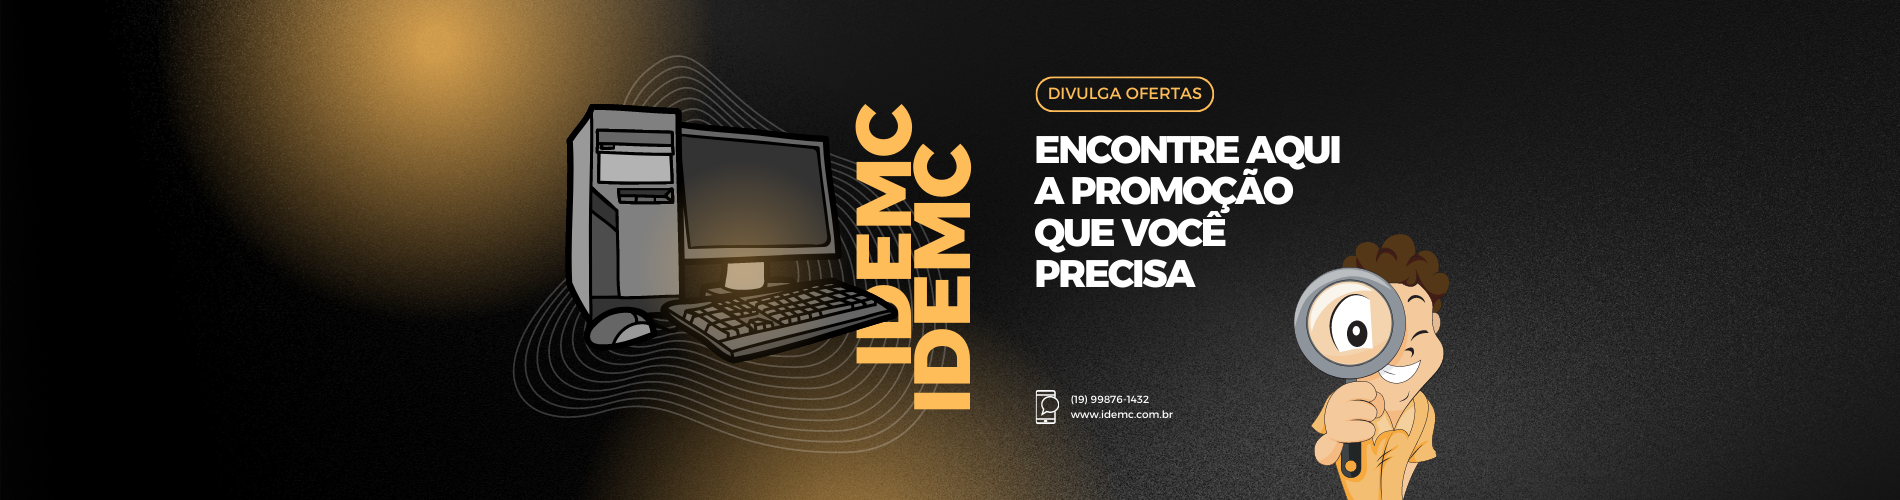 IDEMC
IDEMC
DIVULGA OFERTAS
ENCONTRE AQUI
A PROMOÇÃO
QUE VOCÊ
PRECISA
(19) 99876-1432
www.idemc.com.br